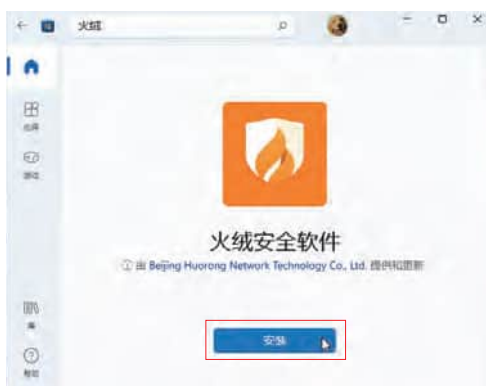 火绒
应用
游戏
火绒安全软件
由 Beijing Huorong Network Technology Co., Ltd. 提供和更新
安装
库
帮助